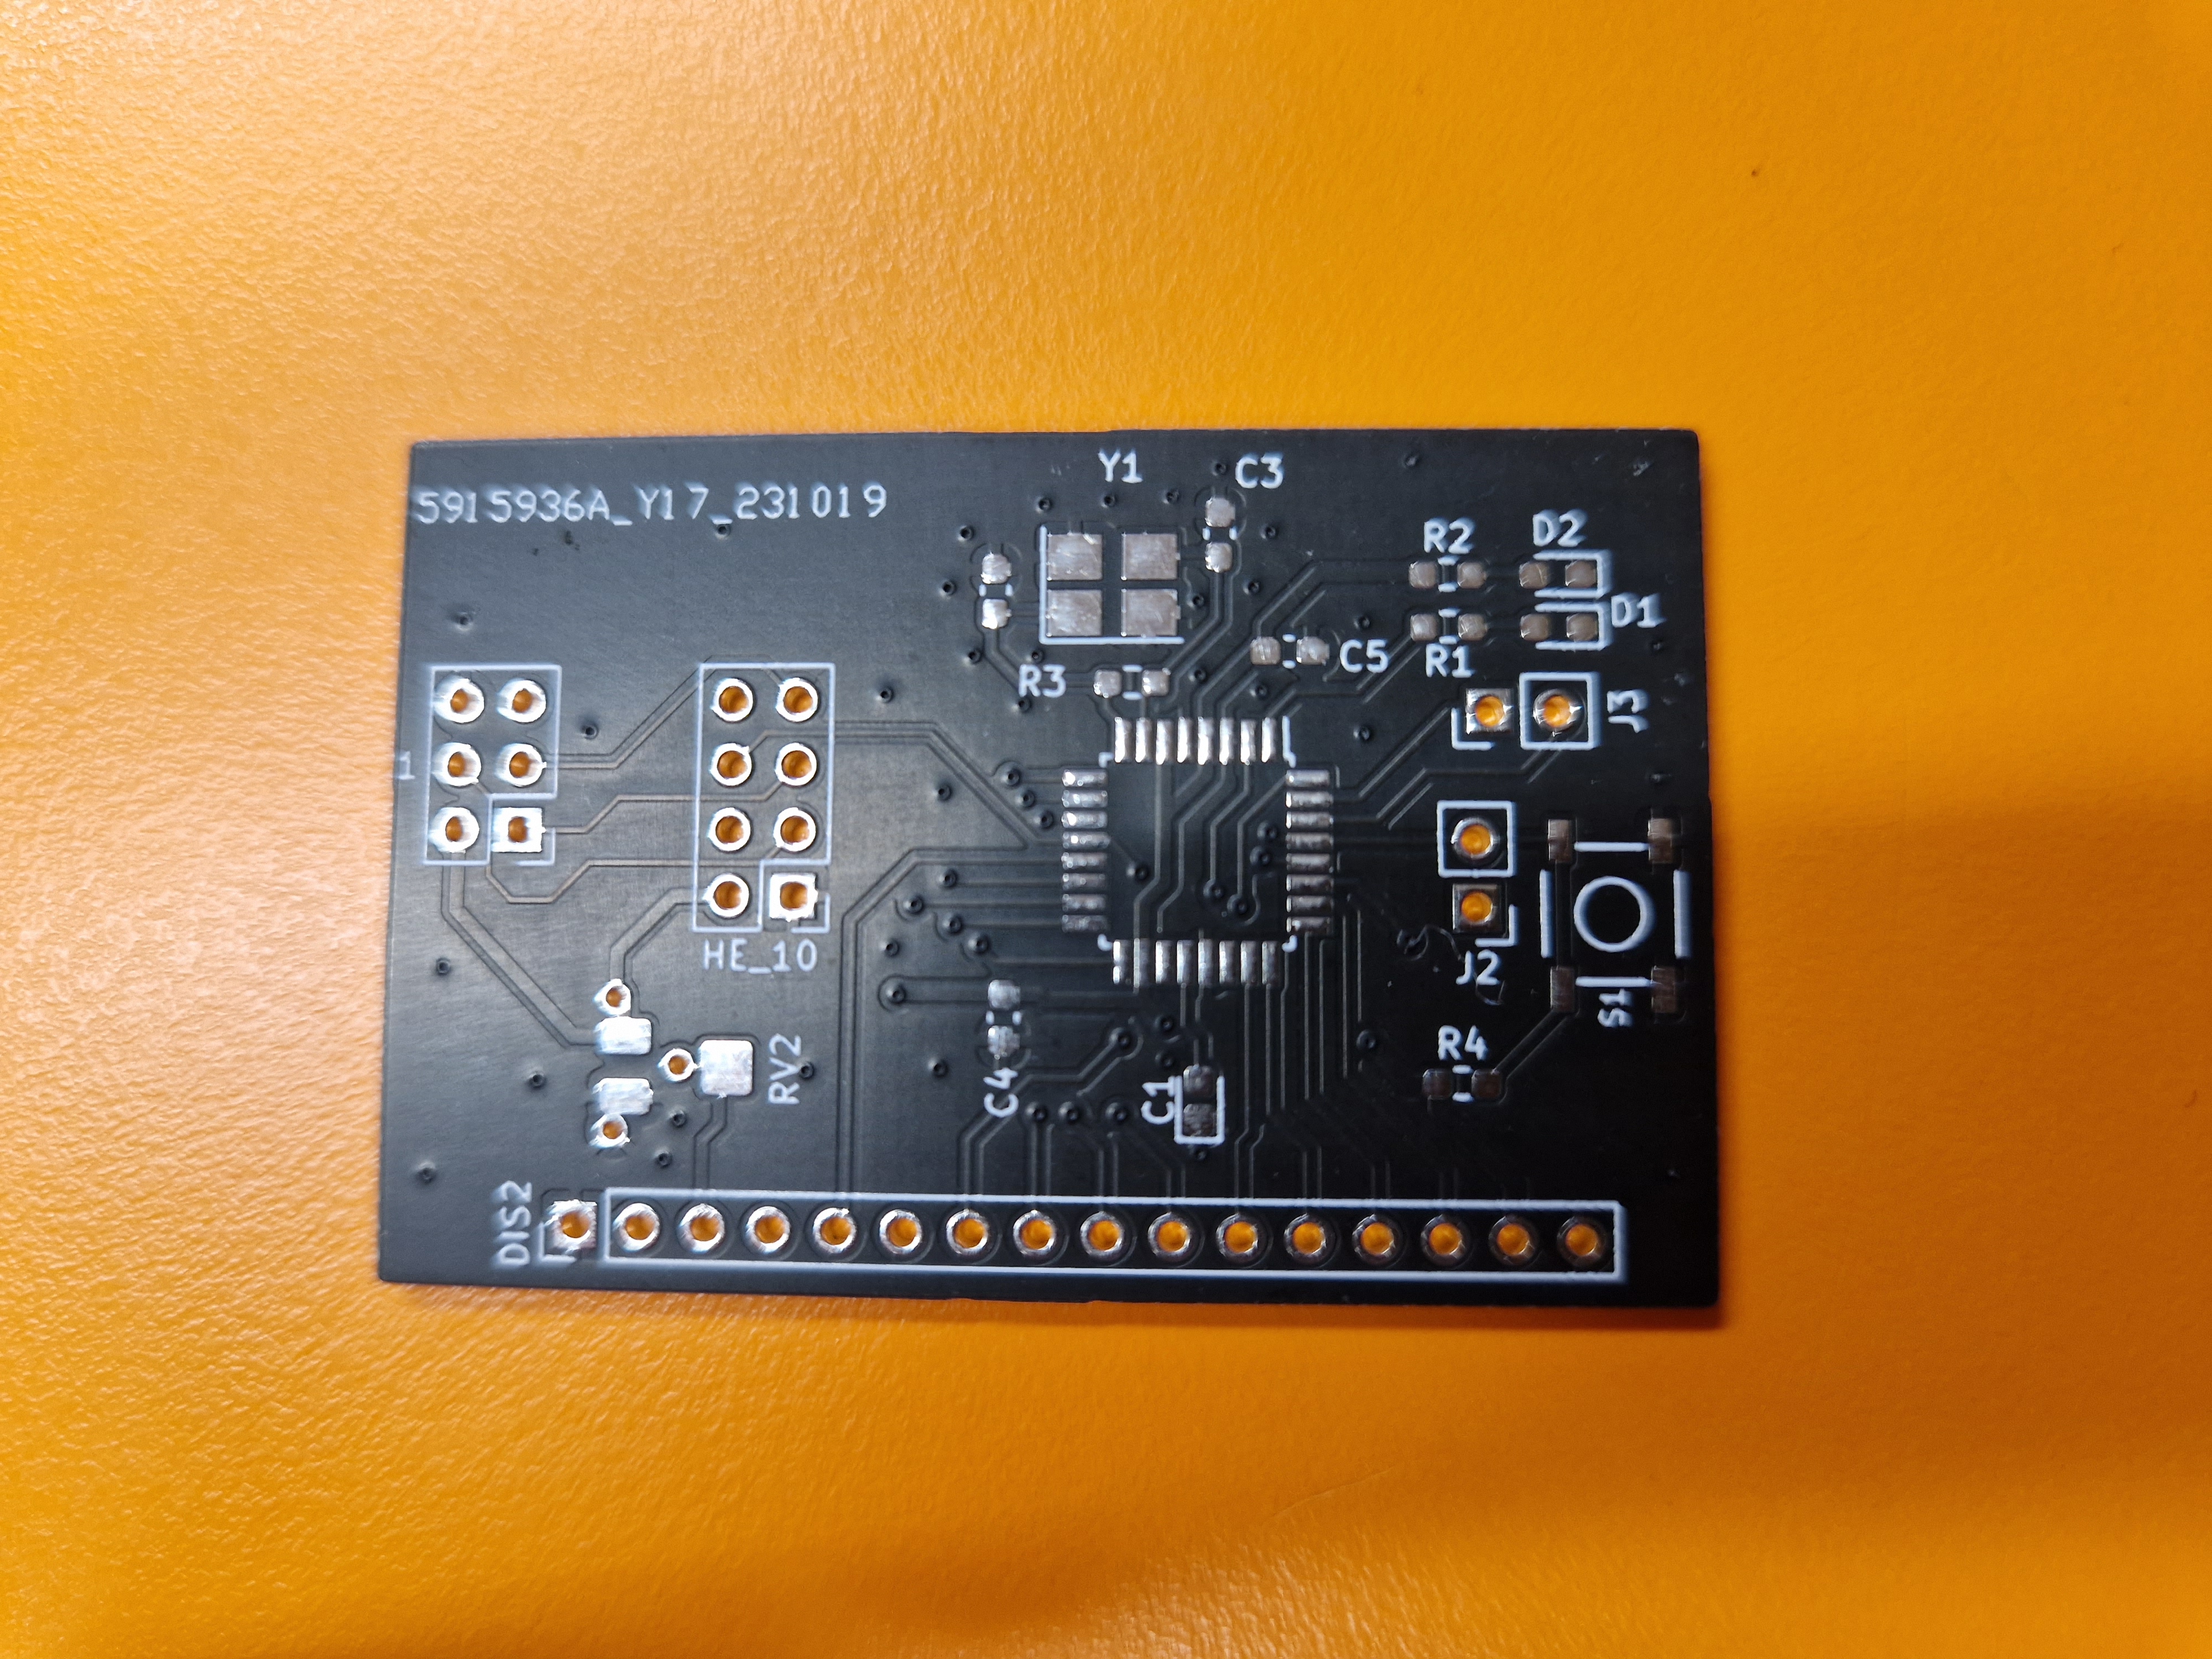 1
5915936A_Y17_231019
DIS2
RV2
HE_10
C4
R3
Y1
C1
C3
C5
R4
J2
R1
R2
S1
J3
D1
D2